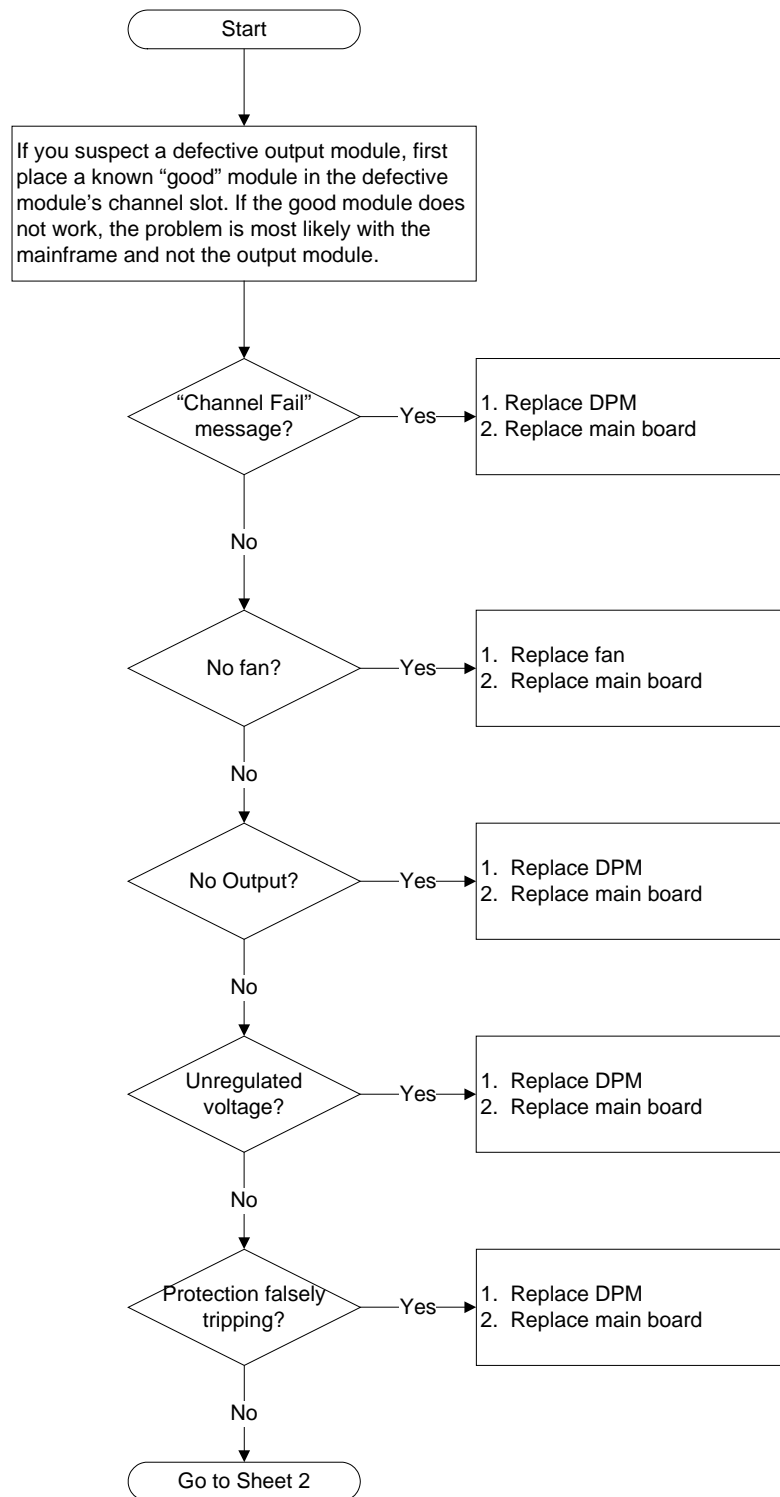 Start
If you suspect a defective output module, first
place a known “good” module in the defective
module’s channel slot. If the good module does
not work, the problem is most likely with the
mainframe and not the output module.
“Channel Fail”
message?
Yes
1. Replace DPM
2. Replace main board
No
No fan?
Yes
1. Replace fan
2. Replace main board
No
No Output?
Yes
1. Replace DPM
2. Replace main board
No
Unregulated
voltage?
Yes
1. Replace DPM
2. Replace main board
No
Protection falsely
tripping?
Yes
1. Replace DPM
2. Replace main board
No
Go to Sheet 2